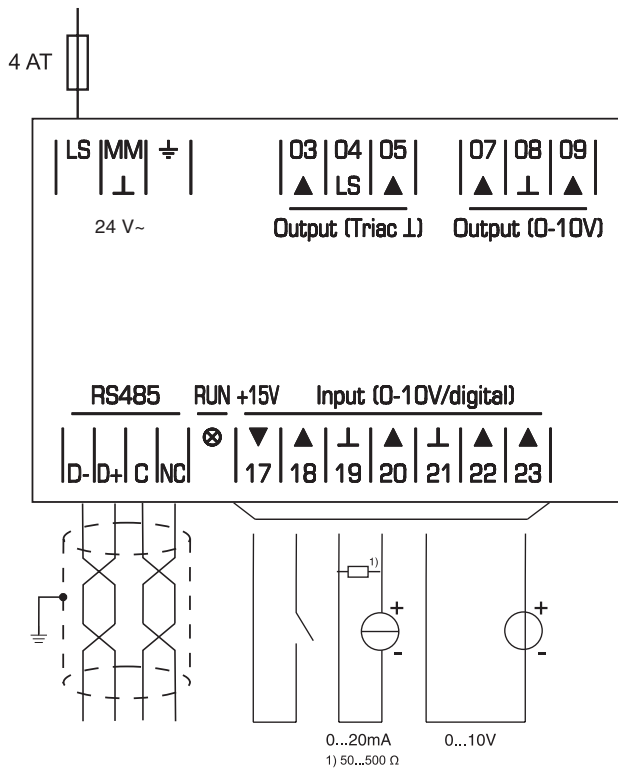 4 AT
LS MM ⏚ 03 04 05 07 08 09
⊥ ▲ LS ▲ ▲ ⊥ ▲
24 V~ Output (Triac ⊥) Output (0-10V)
RS485 RUN +15V Input (0-10V/digital)
⊗ ▼ ▲ ⊥ ▲ ⊥ ▲ ▲
D- D+ C NC 17 18 19 20 21 22 23
1)
+ +
- -
0...20mA 0...10V
1) 50...500 Ω